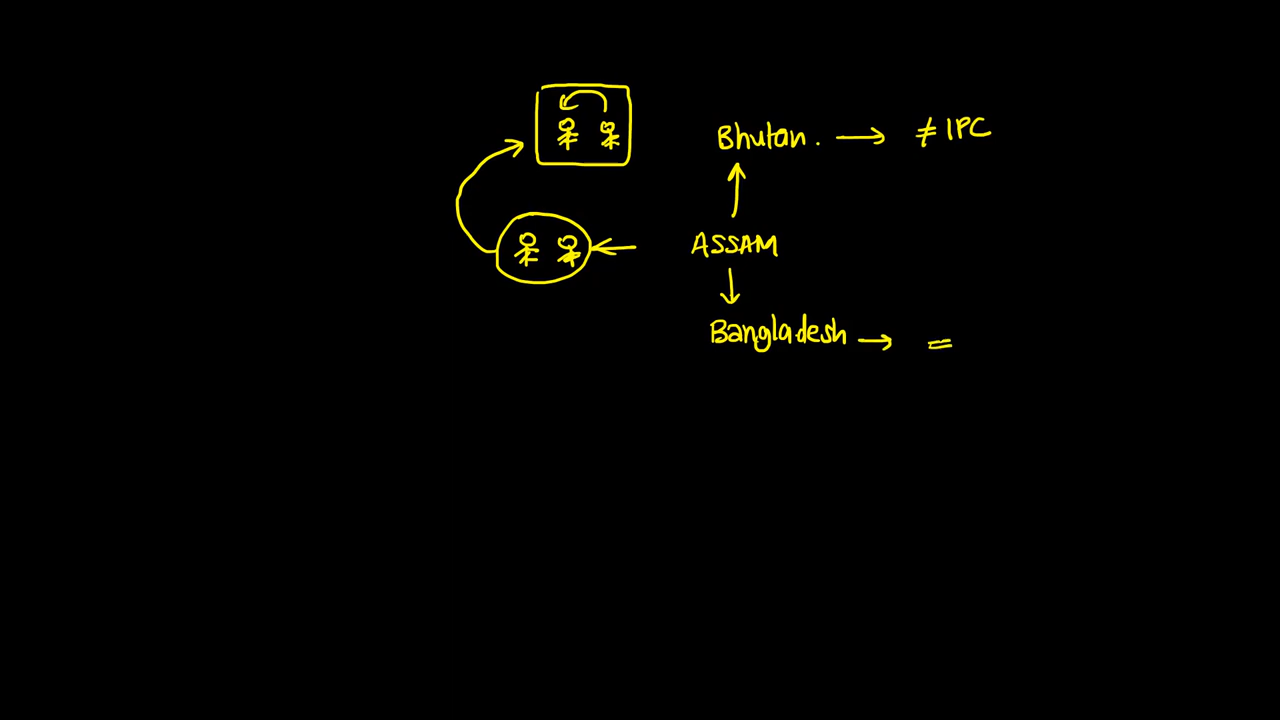 Bhutan. → ≠ IPC
ASSAM
Bangladesh → =